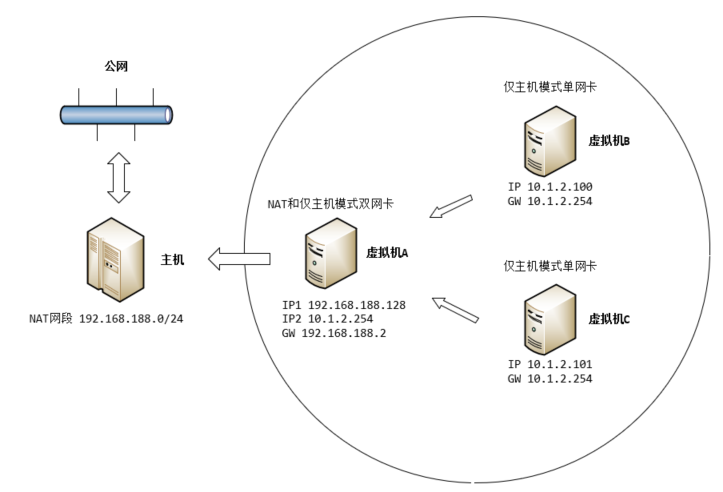 公网
主机
NAT网段 192.168.188.0/24
NAT和仅主机模式双网卡
虚拟机A
IP1 192.168.188.128
IP2 10.1.2.254
GW 192.168.188.2
仅主机模式单网卡
虚拟机B
IP 10.1.2.100
GW 10.1.2.254
仅主机模式单网卡
虚拟机C
IP 10.1.2.101
GW 10.1.2.254